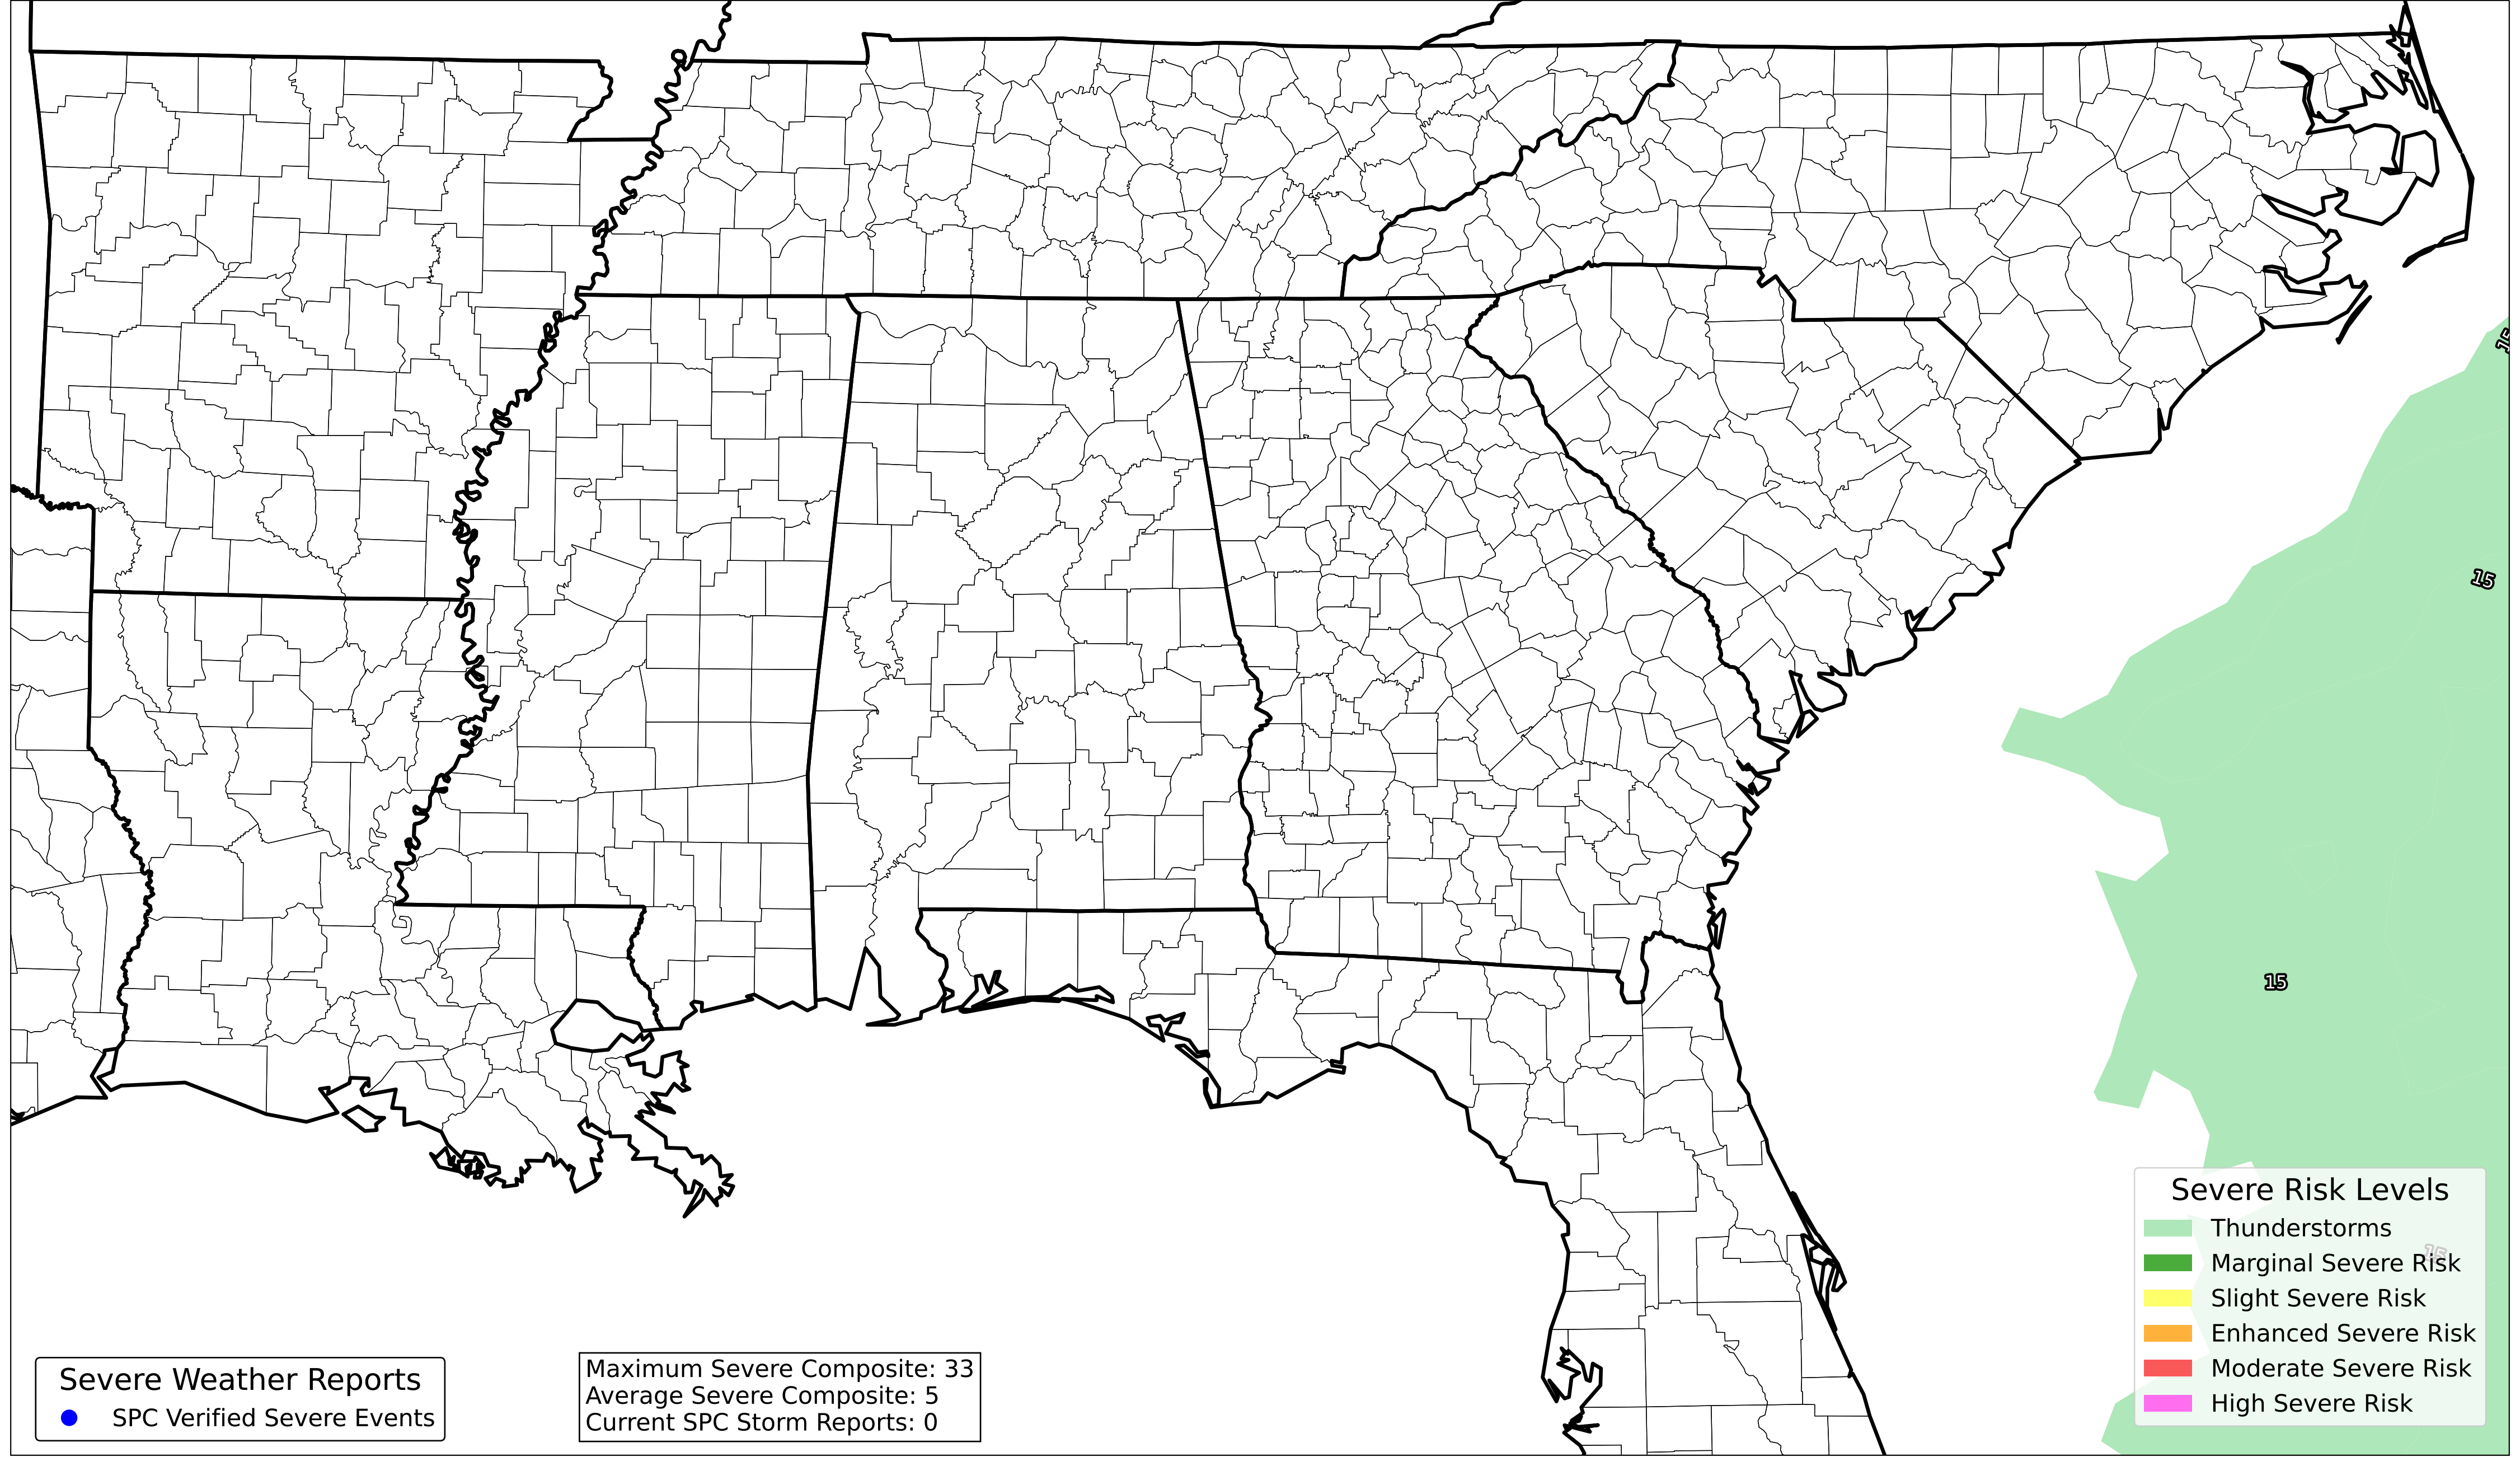 15
15
15
Severe Risk Levels
Thunderstorms
15
Marginal Severe Risk
Slight Severe Risk
Enhanced Severe Risk
Moderate Severe Risk
High Severe Risk
Severe Weather Reports
SPC Verified Severe Events
Maximum Severe Composite: 33
Average Severe Composite: 5
Current SPC Storm Reports: 0